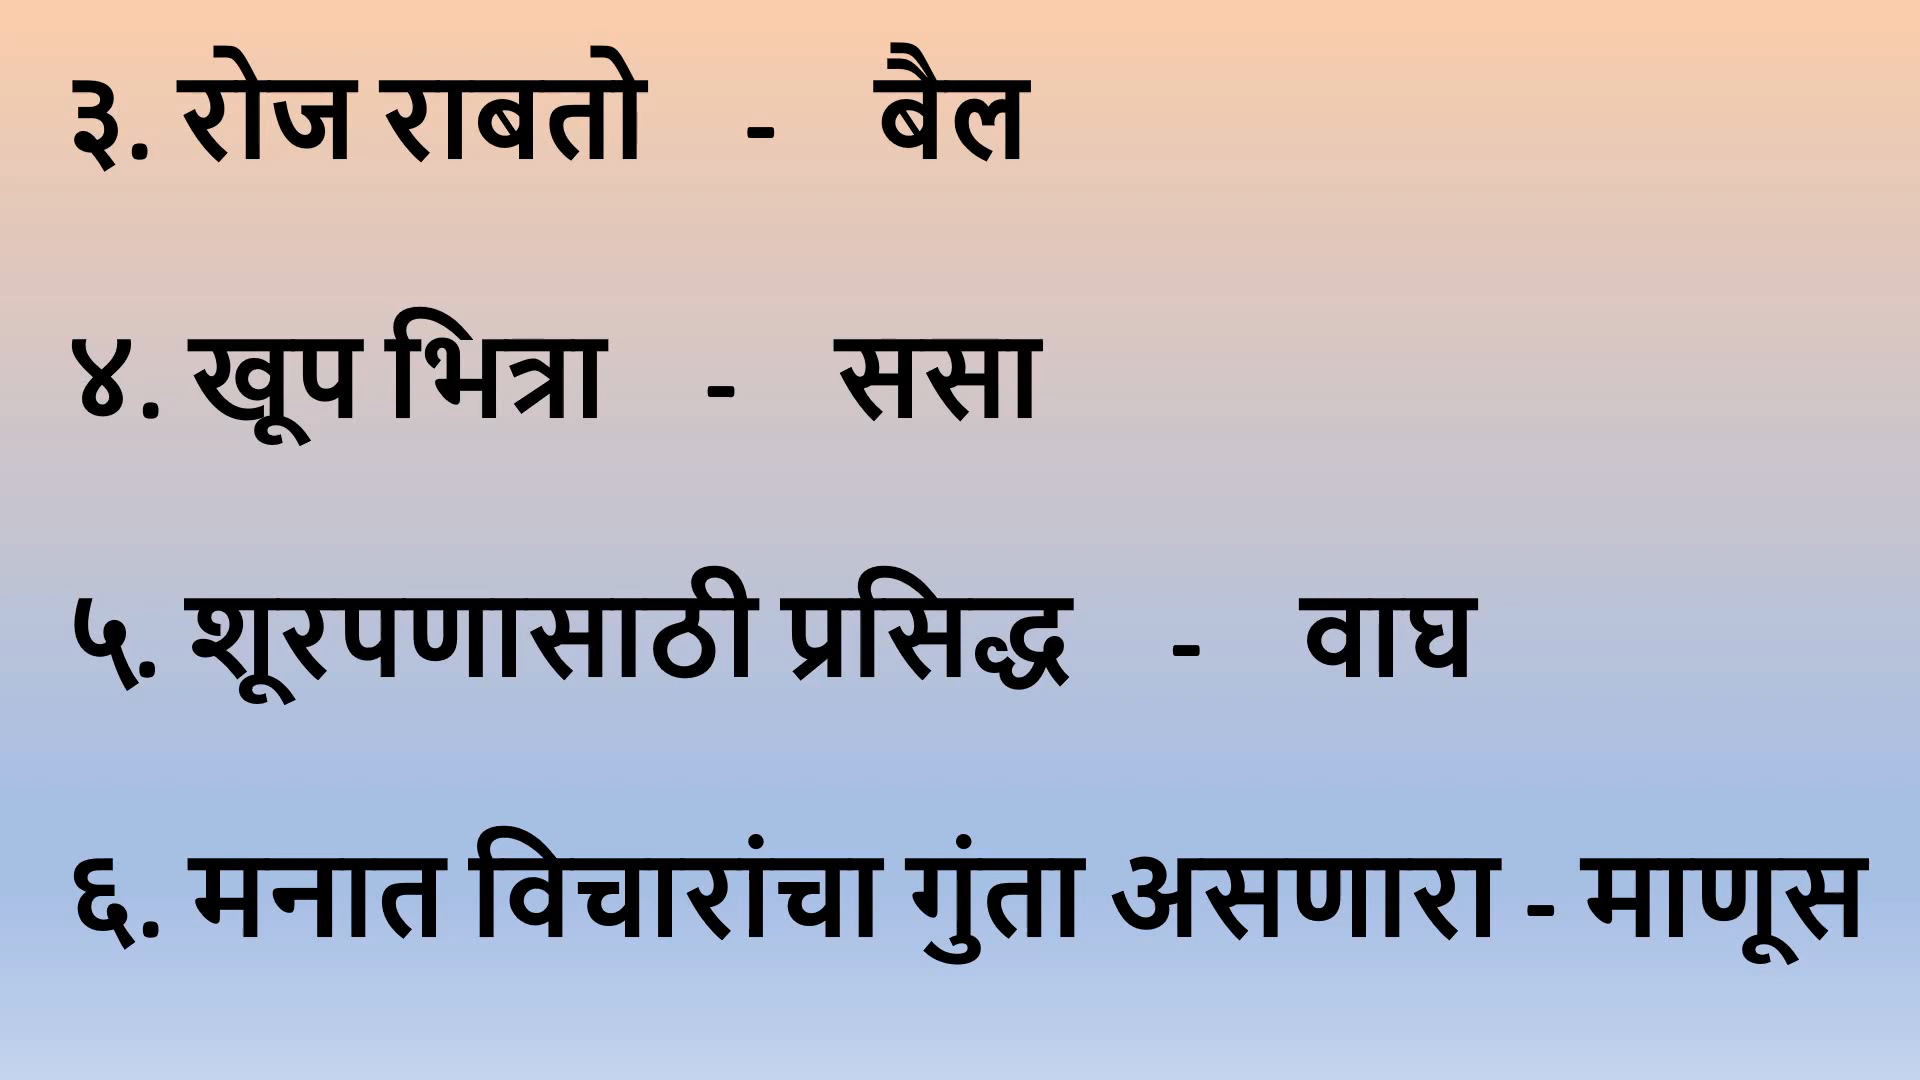 ३. रोज राबतो - बैल
४. खूप भित्रा - ससा
५. शूरपणासाठी प्रसिद्ध - वाघ
६. मनात विचारांचा गुंता असणारा - माणूस